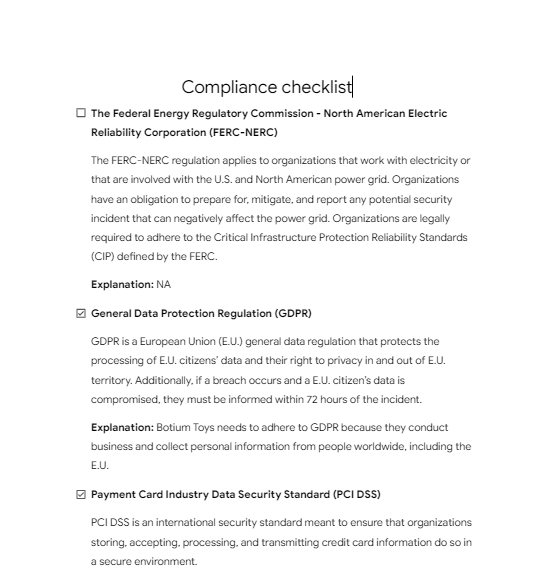 Compliance checklist
☐ The Federal Energy Regulatory Commission - North American Electric
Reliability Corporation (FERC-NERC)
The FERC-NERC regulation applies to organizations that work with electricity or
that are involved with the U.S. and North American power grid. Organizations
have an obligation to prepare for, mitigate, and report any potential security
incident that can negatively affect the power grid. Organizations are legally
required to adhere to the Critical Infrastructure Protection Reliability Standards
(CIP) defined by the FERC.
Explanation: NA
☑ General Data Protection Regulation (GDPR)
GDPR is a European Union (E.U.) general data regulation that protects the
processing of E.U. citizens’ data and their right to privacy in and out of E.U.
territory. Additionally, if a breach occurs and a E.U. citizen’s data is
compromised, they must be informed within 72 hours of the incident.
Explanation: Botium Toys needs to adhere to GDPR because they conduct
business and collect personal information from people worldwide, including the
E.U.
☑ Payment Card Industry Data Security Standard (PCI DSS)
PCI DSS is an international security standard meant to ensure that organizations
storing, accepting, processing, and transmitting credit card information do so in
a secure environment.